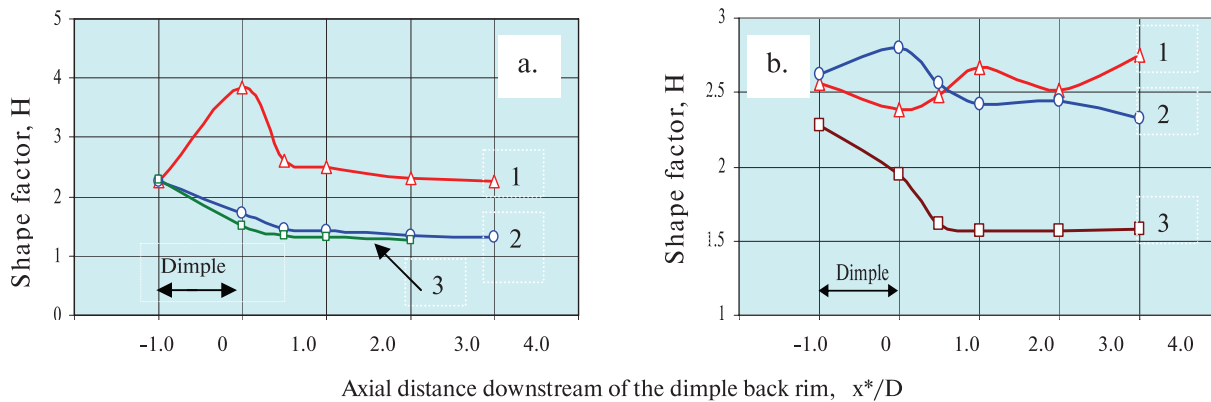 5
4
3
2
1
0
Shape factor, H
a.
1
2
3
Dimple
-1.0 0 1.0 2.0 3.0 4.0
3
2.5
2
1.5
1
Shape factor, H
b.
1
2
3
Dimple
-1.0 0 1.0 2.0 3.0 4.0
Axial distance downstream of the dimple back rim, x*/D